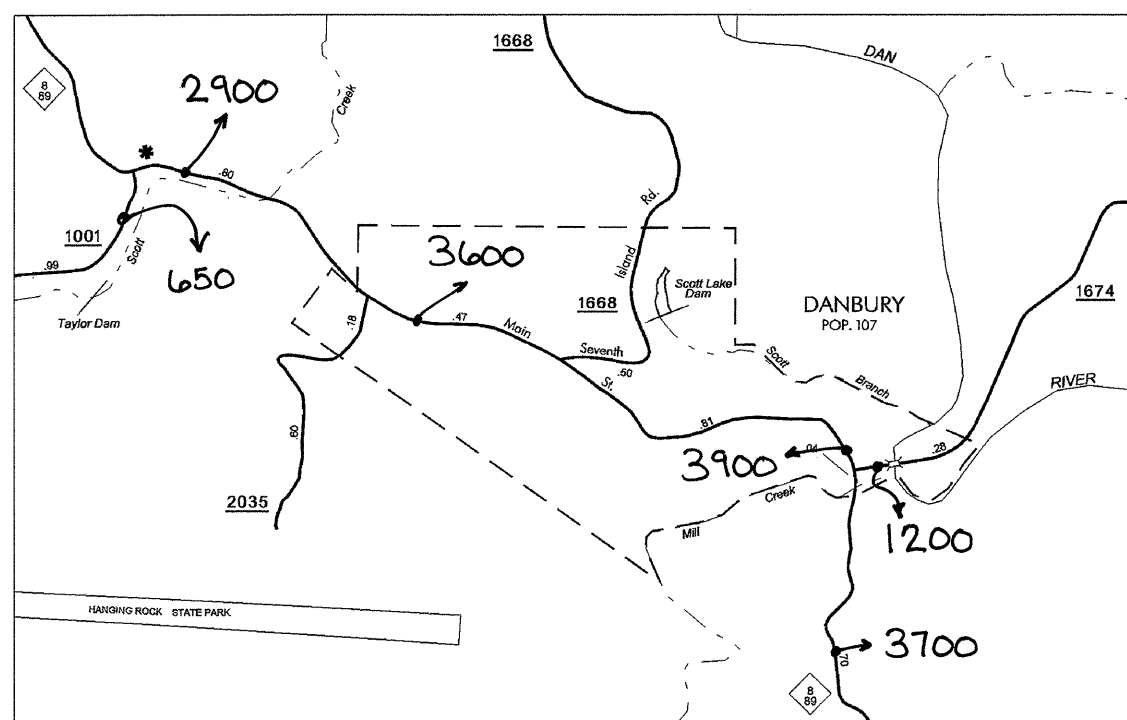 1668
DAN
8
89
2900
Creek
*
.60
Rd.
1001
Scott
.99
650
3600
Island
Scott Lake
Dam
1668
DANBURY
POP. 107
1674
Taylor Dam
.18
.47
Main
Seventh
.50
St.
Scott
Branch
RIVER
.60
.81
.04
.28
3900
2035
Creek
Mill
1200
HANGING ROCK STATE PARK
3700
.70
8
89